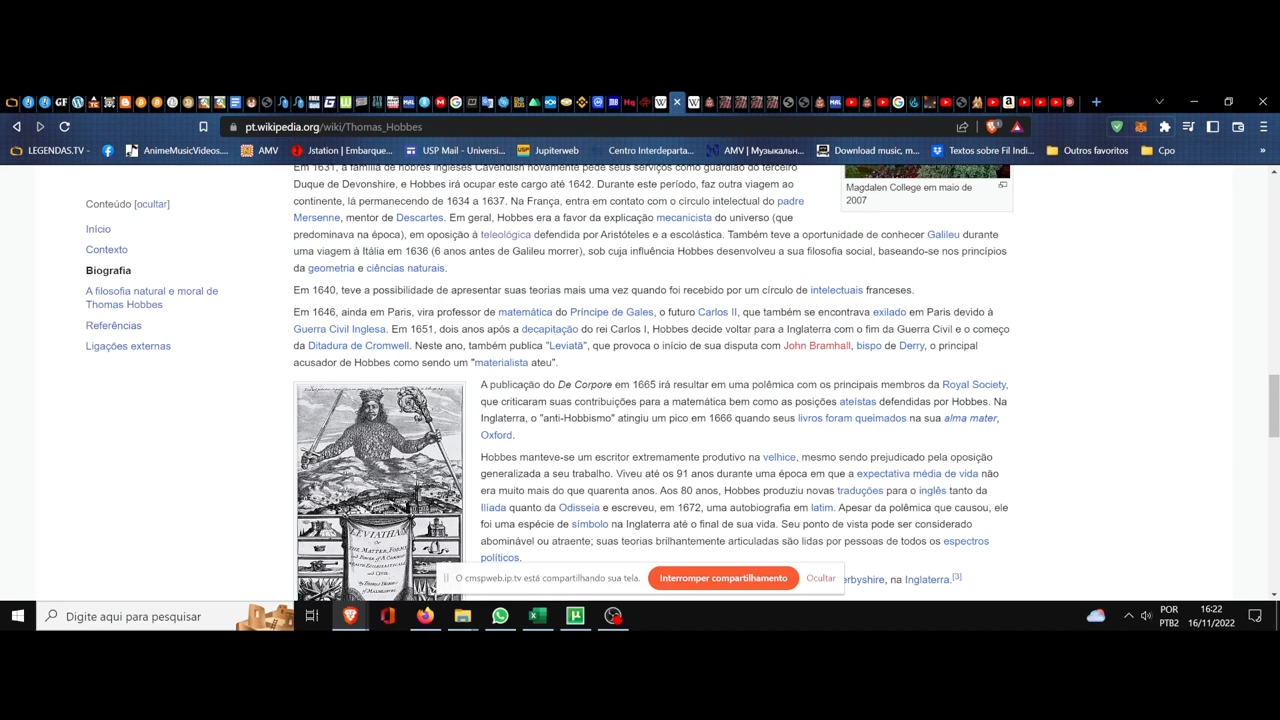 pt.wikipedia.org/wiki/Thomas_Hobbes
LEGENDAS.TV - AnimeMusicVideos... AMV Jstation | Embarque... USP Mail - Universi... Jupiterweb Centro Interdeparta... AMV | Музыкальн... Download music, m... Textos sobre Fil Indi... Outros favoritos Cpo »
Em 1631, a família de nobres ingleses Cavendish novamente pede seus serviços como guardião do terceiro
Duque de Devonshire, e Hobbes irá ocupar este cargo até 1642. Durante este período, faz outra viagem ao
continente, lá permanecendo de 1634 a 1637. Na França, entra em contato com o círculo intelectual do padre
Mersenne, mentor de Descartes. Em geral, Hobbes era a favor da explicação mecanicista do universo (que
predominava na época), em oposição à teleológica defendida por Aristóteles e a escolástica. Também teve a oportunidade de conhecer Galileu durante
uma viagem à Itália em 1636 (6 anos antes de Galileu morrer), sob cuja influência Hobbes desenvolveu a sua filosofia social, baseando-se nos princípios
da geometria e ciências naturais.
Magdalen College em maio de
2007
Conteúdo [ocultar]
Início
Contexto
Biografia
A filosofia natural e moral de
Thomas Hobbes
Referências
Ligações externas
Em 1640, teve a possibilidade de apresentar suas teorias mais uma vez quando foi recebido por um círculo de intelectuais franceses.
Em 1646, ainda em Paris, vira professor de matemática do Príncipe de Gales, o futuro Carlos II, que também se encontrava exilado em Paris devido à
Guerra Civil Inglesa. Em 1651, dois anos após a decapitação do rei Carlos I, Hobbes decide voltar para a Inglaterra com o fim da Guerra Civil e o começo
da Ditadura de Cromwell. Neste ano, também publica "Leviatã", que provoca o início de sua disputa com John Bramhall, bispo de Derry, o principal
acusador de Hobbes como sendo um "materialista ateu".
A publicação do De Corpore em 1665 irá resultar em uma polêmica com os principais membros da Royal Society,
que criticaram suas contribuições para a matemática bem como as posições ateístas defendidas por Hobbes. Na
Inglaterra, o "anti-Hobbismo" atingiu um pico em 1666 quando seus livros foram queimados na sua alma mater,
Oxford.
Hobbes manteve-se um escritor extremamente produtivo na velhice, mesmo sendo prejudicado pela oposição
generalizada a seu trabalho. Viveu até os 91 anos durante uma época em que a expectativa média de vida não
era muito mais do que quarenta anos. Aos 80 anos, Hobbes produziu novas traduções para o inglês tanto da
Ilíada quanto da Odisseia e escreveu, em 1672, uma autobiografia em latim. Apesar da polêmica que causou, ele
foi uma espécie de símbolo na Inglaterra até o final de sua vida. Seu ponto de vista pode ser considerado
abominável ou atraente; suas teorias brilhantemente articuladas são lidas por pessoas de todos os espectros
políticos.
erbyshire, na Inglaterra.[3]
LEVIATHAN
Or
THE MATTER, FORME
O cmspweb.ip.tv está compartilhando sua tela. Interromper compartilhamento Ocultar
Digite aqui para pesquisar
POR
PTB2
16:22
16/11/2022